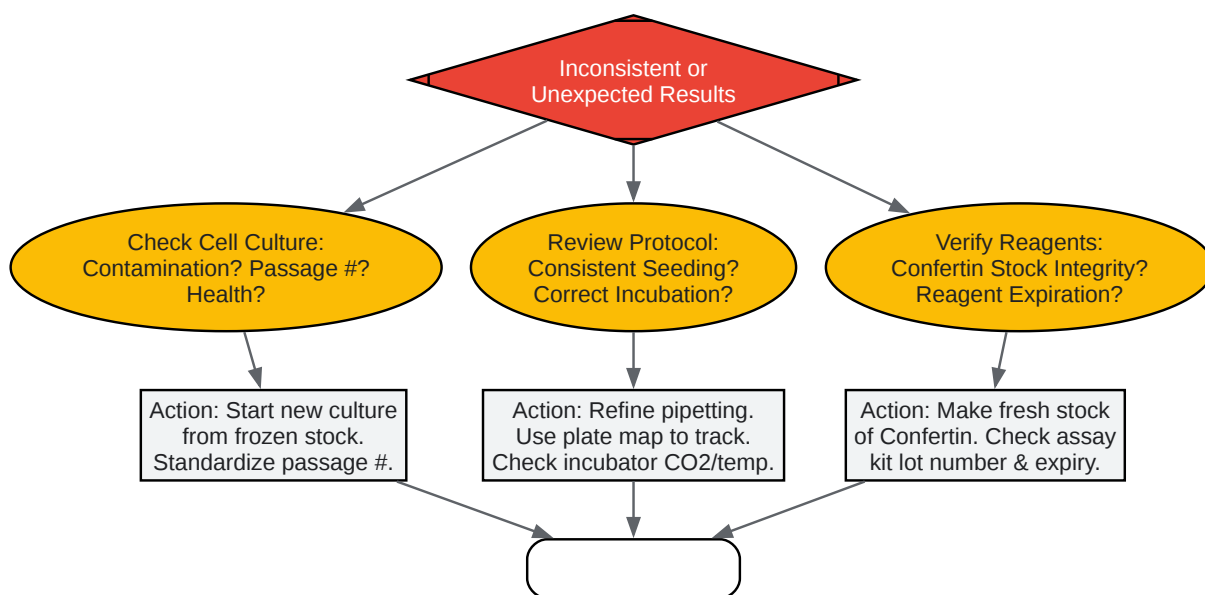 Inconsistent or
Unexpected Results
Check Cell Culture:
Contamination? Passage #?
Health?
Review Protocol:
Consistent Seeding?
Correct Incubation?
Verify Reagents:
Confertin Stock Integrity?
Reagent Expiration?
Action: Start new culture
from frozen stock.
Standardize passage #.
Action: Refine pipetting.
Use plate map to track.
Check incubator CO2/temp.
Action: Make fresh stock
of Confertin. Check assay
kit lot number & expiry.